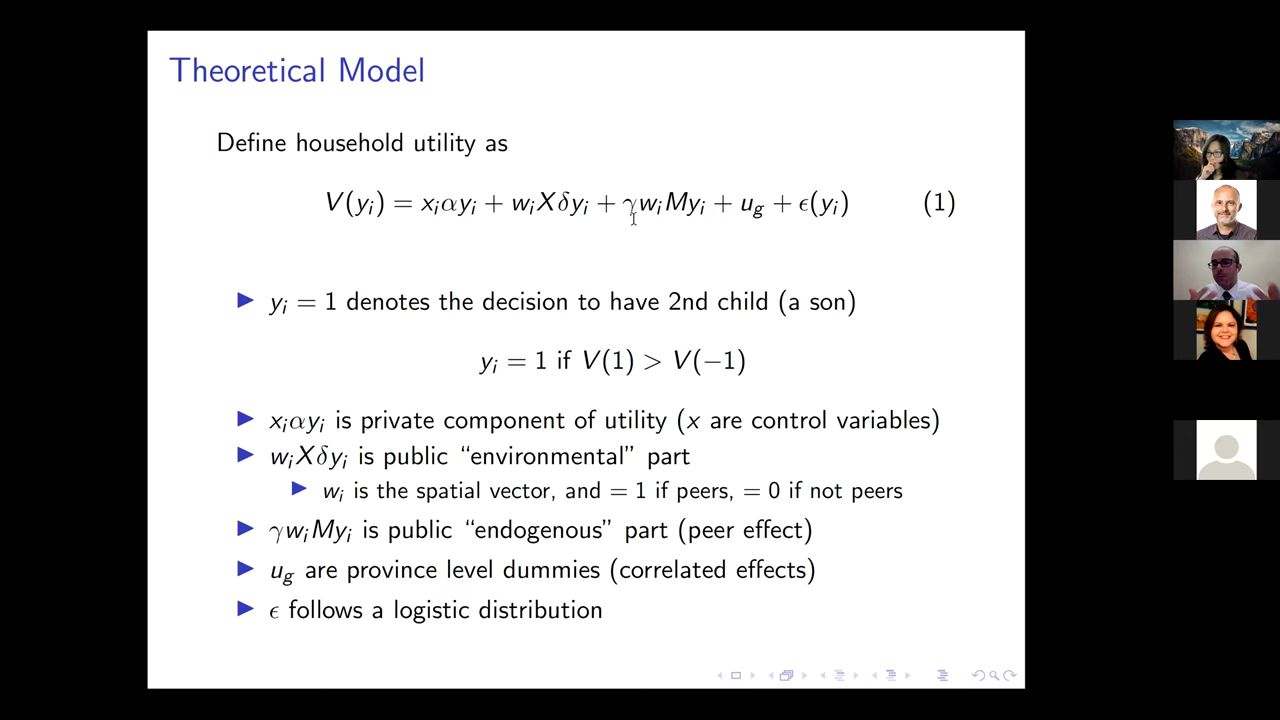 Theoretical Model
Define household utility as
V(yᵢ) = xᵢαyᵢ + wᵢXδyᵢ + γwᵢMyᵢ + u_g + ϵ(yᵢ) (1)
▶ yᵢ = 1 denotes the decision to have 2nd child (a son)
yᵢ = 1 if V(1) > V(−1)
▶ xᵢαyᵢ is private component of utility (x are control variables)
▶ wᵢXδyᵢ is public “environmental” part
▶ wᵢ is the spatial vector, and = 1 if peers, = 0 if not peers
▶ γwᵢMyᵢ is public “endogenous” part (peer effect)
▶ u_g are province level dummies (correlated effects)
▶ ϵ follows a logistic distribution